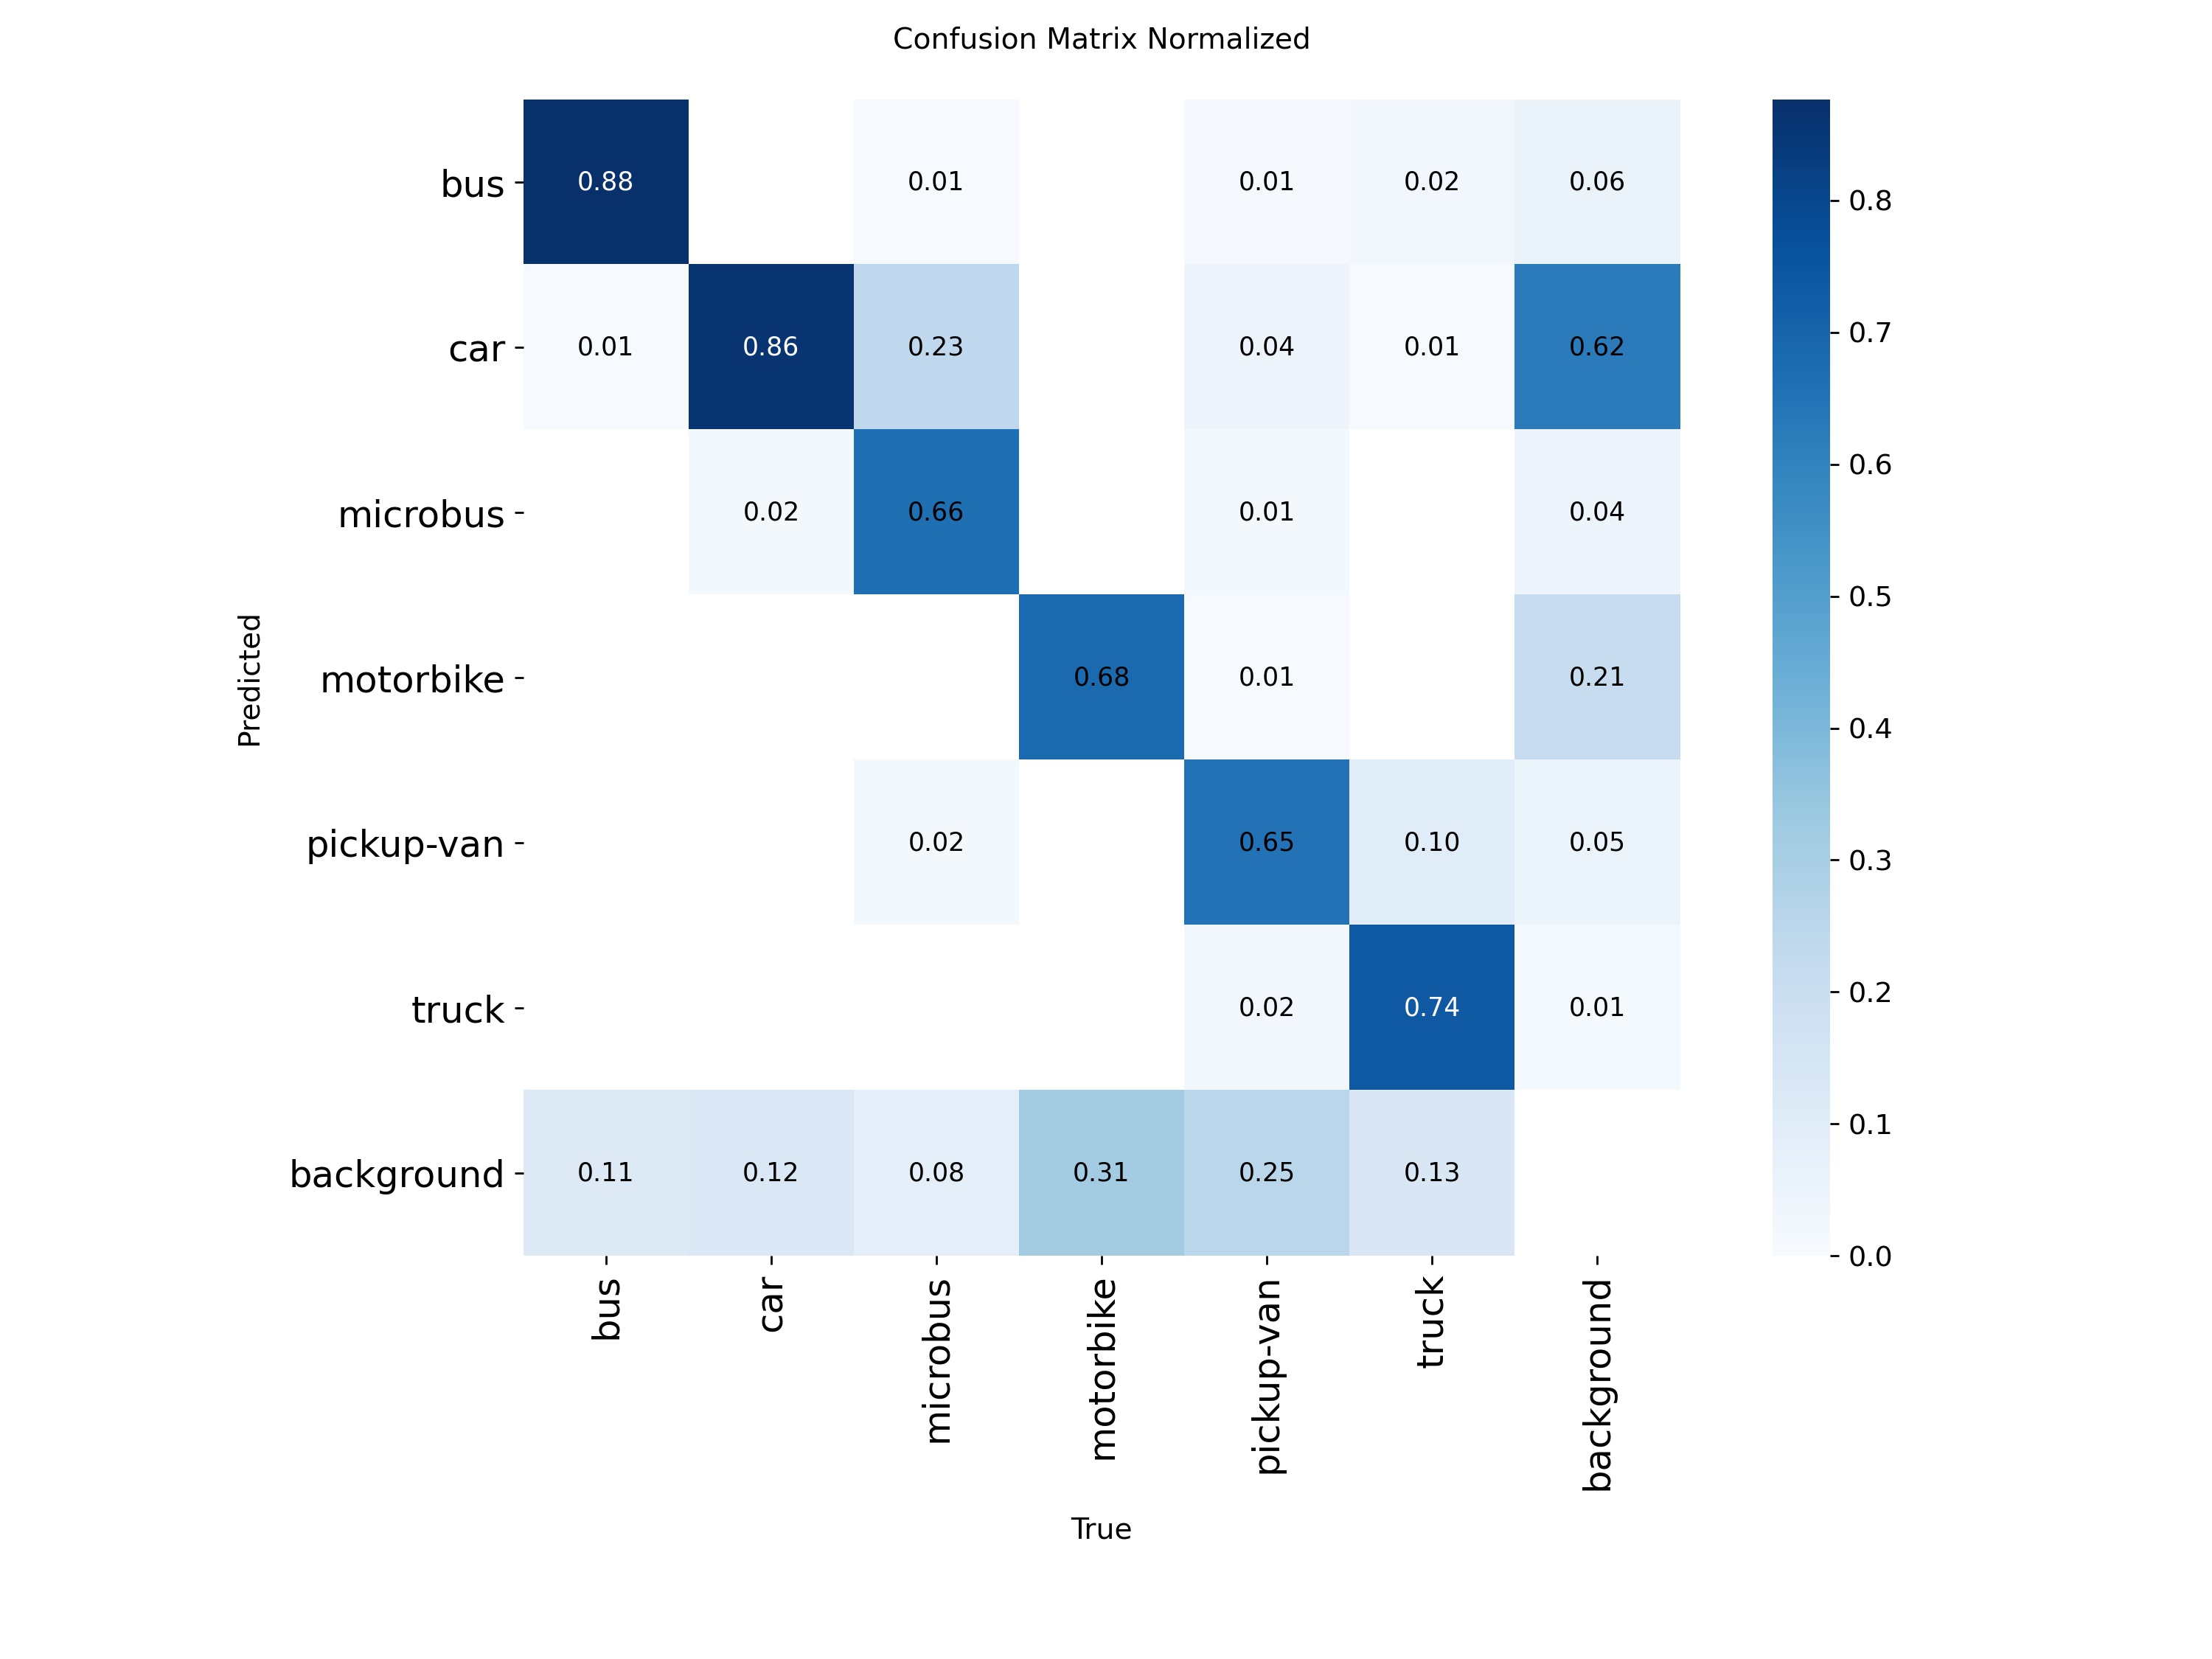 Confusion Matrix Normalized
bus 0.88 0.01 0.01 0.02 0.06
car 0.01 0.86 0.23 0.04 0.01 0.62
microbus 0.02 0.66 0.01 0.04
motorbike 0.68 0.01 0.21
pickup-van 0.02 0.65 0.10 0.05
truck 0.02 0.74 0.01
background 0.11 0.12 0.08 0.31 0.25 0.13
Predicted
bus car microbus motorbike pickup-van truck background
True
0.8
0.7
0.6
0.5
0.4
0.3
0.2
0.1
0.0